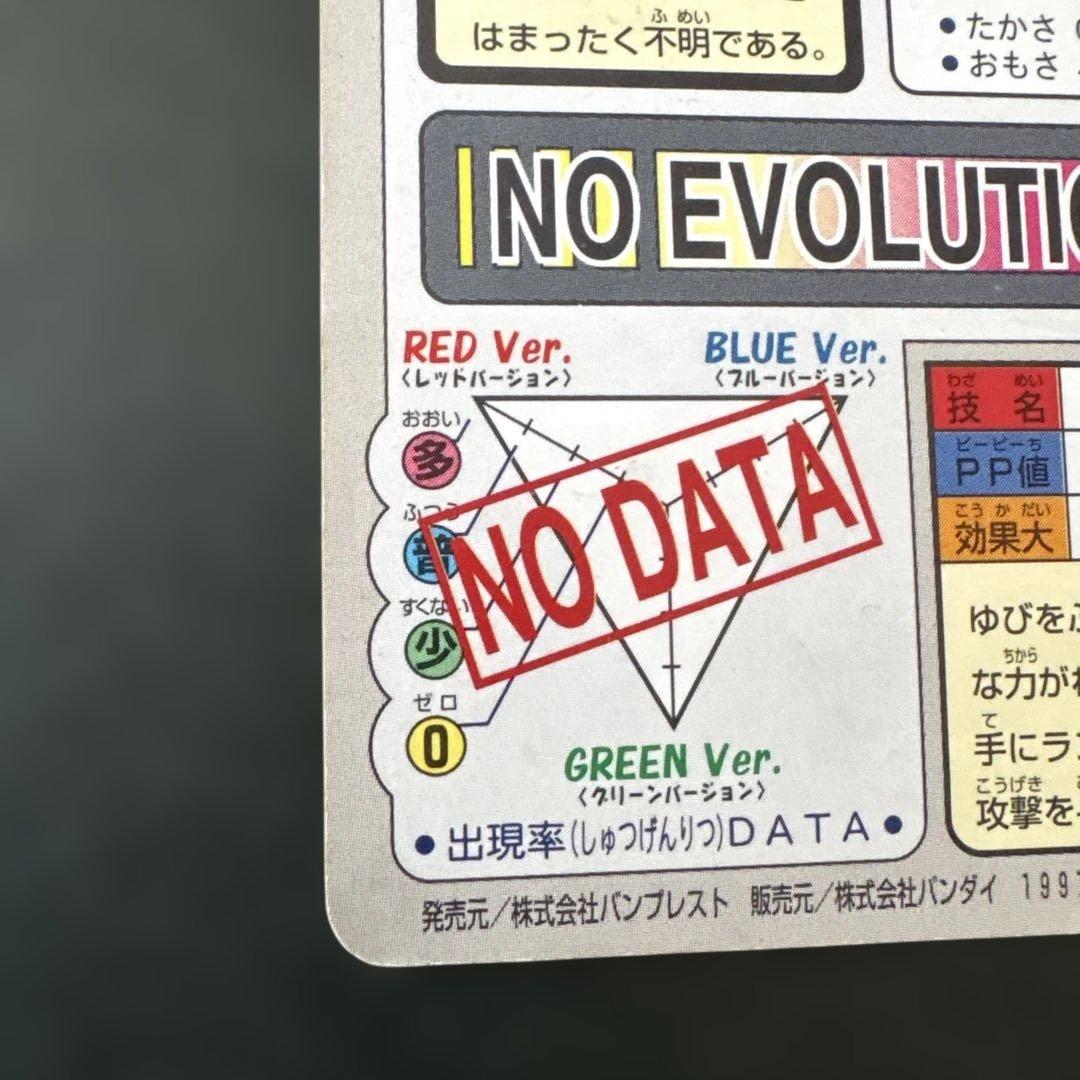 ふめい
はまったく不明である。
●たかさ
●おもさ
NO EVOLUTIO
RED Ver.
〈レッドバージョン〉
BLUE Ver.
〈ブルーバージョン〉
おおい
多
ふつう
普
すくない
少
ゼロ
0
NO DATA
GREEN Ver.
〈グリーンバージョン〉
●出現率(しゅつげんりつ)DATA●
わざ めい
技名
ピーピーち
PP値
こうかだい
効果大
ゆびを
ちから
な力が
て
手にラ
こうげき
攻撃を
発売元/株式会社バンプレスト 販売元/株式会社バンダイ 1997